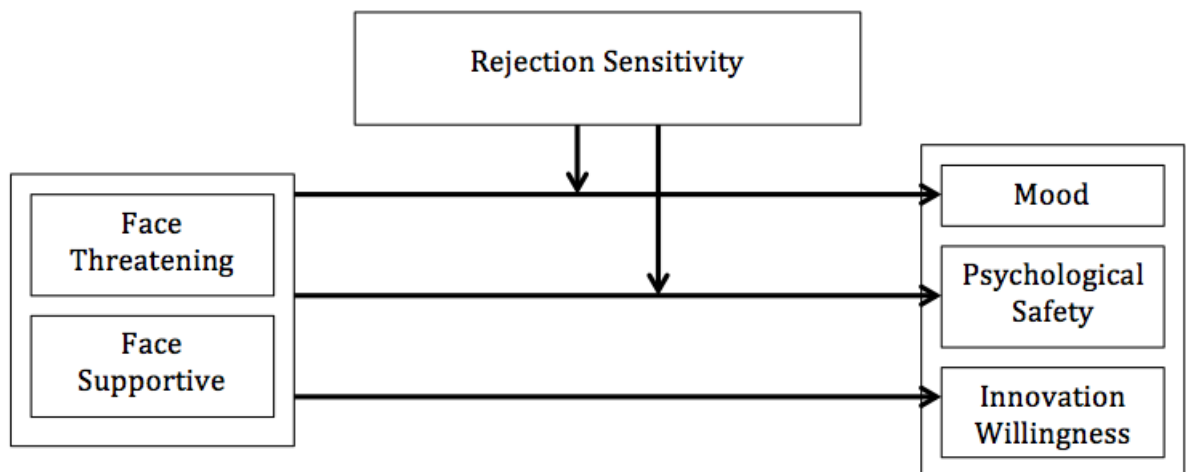 Rejection Sensitivity
Face
Threatening
Face
Supportive
Mood
Psychological
Safety
Innovation
Willingness